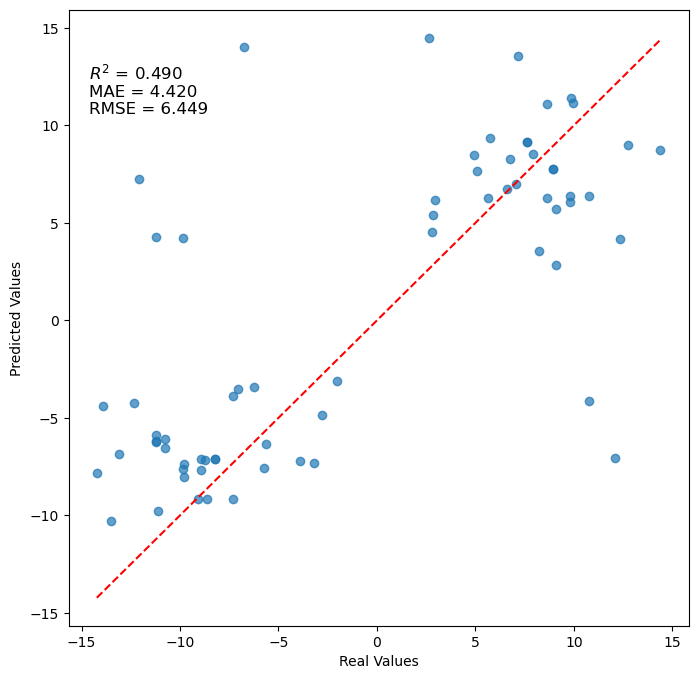 15
10
5
0
−5
−10
−15
R² = 0.490
MAE = 4.420
RMSE = 6.449
Predicted Values
−15 −10 −5 0 5 10 15
Real Values